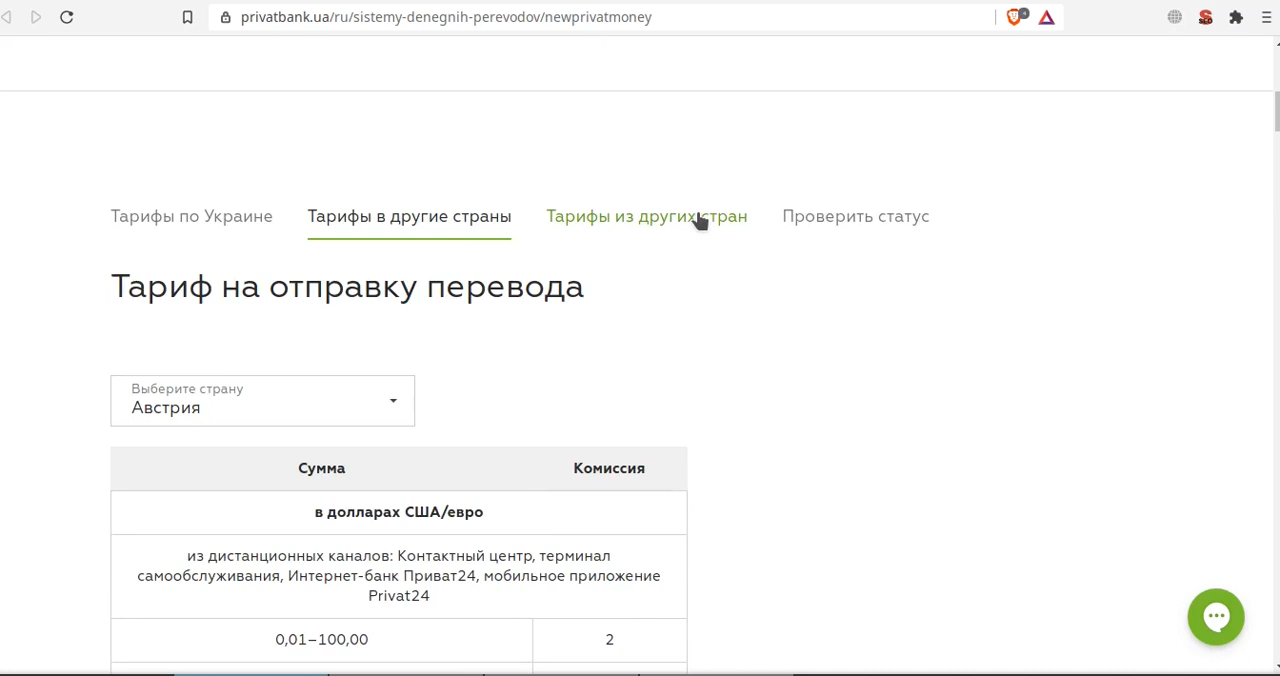 privatbank.ua/ru/sistemy-denegnih-perevodov/newprivatmoney
4
Тарифы по Украине
Тарифы в другие страны
Тарифы из других стран
Проверить статус
Тариф на отправку перевода
Выберите страну
Австрия
Сумма
Комиссия
в долларах США/евро
из дистанционных каналов: Контактный центр, терминал
самообслуживания, Интернет-банк Приват24, мобильное приложение
Privat24
0,01–100,00
2